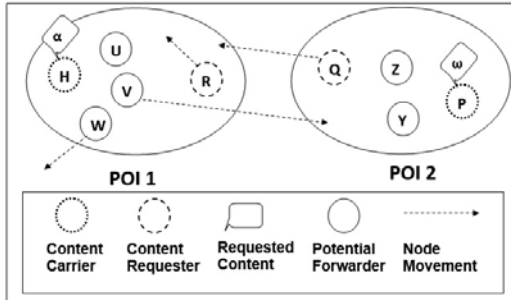 α
ω
H
U
V
W
R
Q
Z
Y
P
POI 1
POI 2
Content Carrier
Content Requester
Requested Content
Potential Forwarder
Node Movement